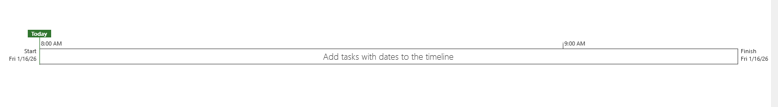 Today
8:00 AM
9:00 AM
Start
Fri 1/16/26
Add tasks with dates to the timeline
Finish
Fri 1/16/26